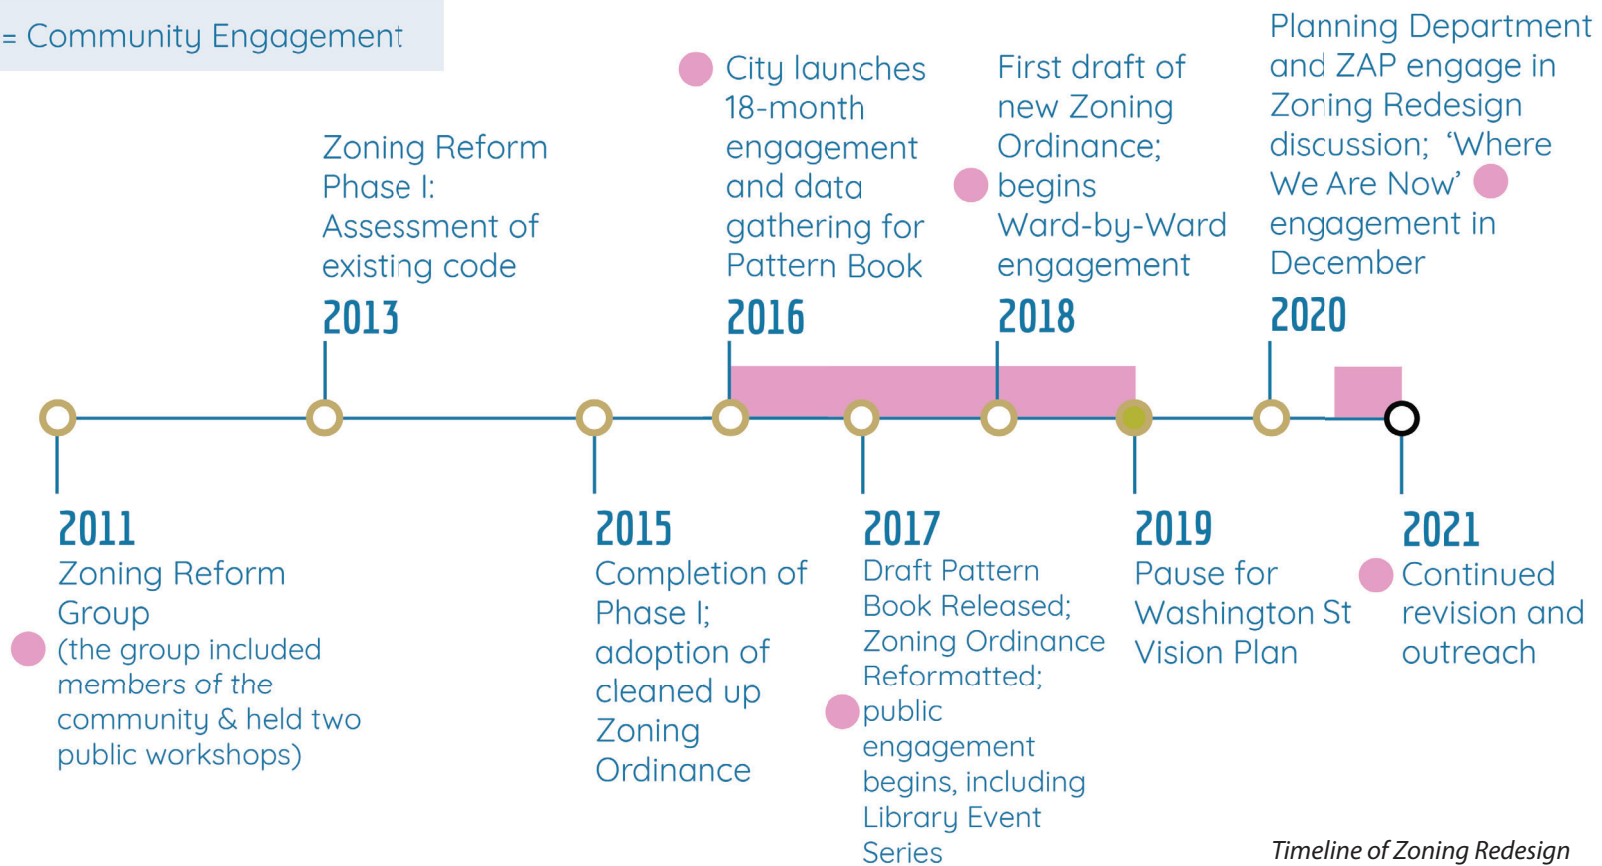 = Community Engagement
Zoning Reform
Phase I:
Assessment of
existing code
2013
City launches
18-month
engagement
and data
gathering for
Pattern Book
2016
First draft of
new Zoning
Ordinance;
begins
Ward-by-Ward
engagement
2018
Planning Department
and ZAP engage in
Zoning Redesign
discussion; ‘Where
We Are Now’
engagement in
December
2020
2011
Zoning Reform
Group
(the group included
members of the
community & held two
public workshops)
2015
Completion of
Phase I;
adoption of
cleaned up
Zoning
Ordinance
2017
Draft Pattern
Book Released;
Zoning Ordinance
Reformatted;
public
engagement
begins, including
Library Event
Series
2019
Pause for
Washington St
Vision Plan
2021
Continued
revision and
outreach
Timeline of Zoning Redesign